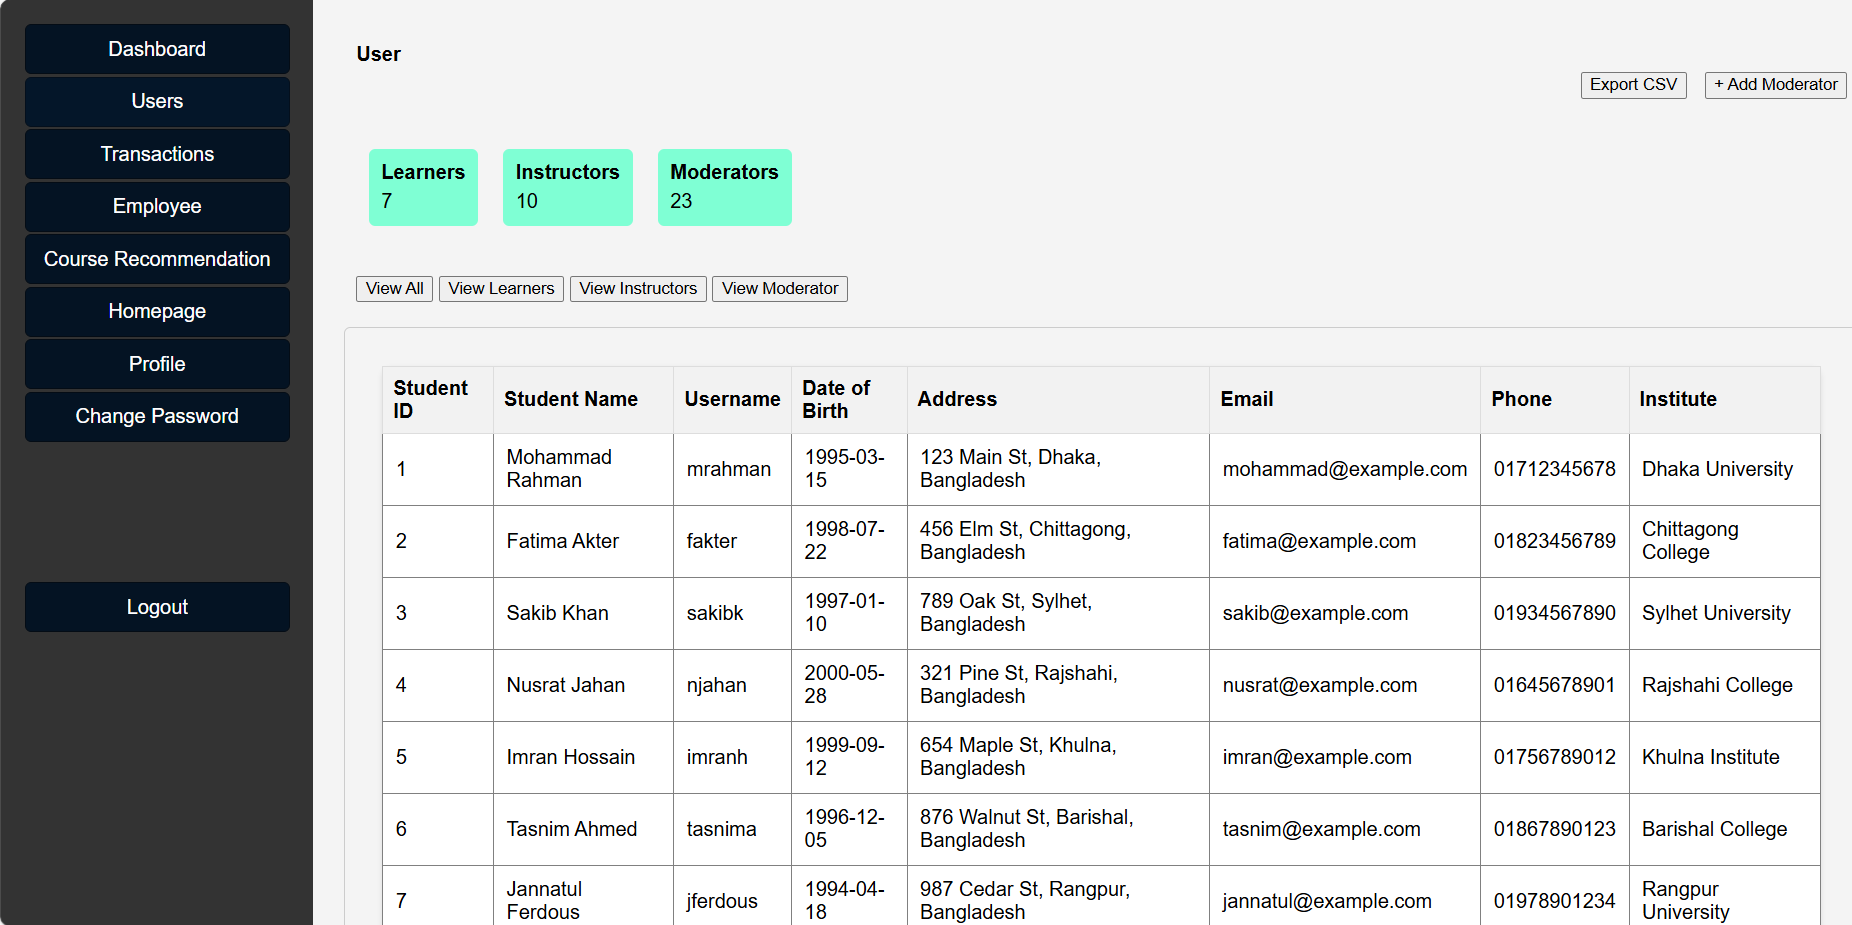 Dashboard
Users
Transactions
Employee
Course Recommendation
Homepage
Profile
Change Password
Logout
User
Export CSV + Add Moderator
Learners Instructors Moderators
7 10 23
View All View Learners View Instructors View Moderator
Student ID Student Name Username Date of Birth Address Email Phone Institute
1 Mohammad Rahman mrahman 1995-03-15 123 Main St, Dhaka, Bangladesh mohammad@example.com 01712345678 Dhaka University
2 Fatima Akter fakter 1998-07-22 456 Elm St, Chittagong, Bangladesh fatima@example.com 01823456789 Chittagong College
3 Sakib Khan sakibk 1997-01-10 789 Oak St, Sylhet, Bangladesh sakib@example.com 01934567890 Sylhet University
4 Nusrat Jahan njahan 2000-05-28 321 Pine St, Rajshahi, Bangladesh nusrat@example.com 01645678901 Rajshahi College
5 Imran Hossain imranh 1999-09-12 654 Maple St, Khulna, Bangladesh imran@example.com 01756789012 Khulna Institute
6 Tasnim Ahmed tasnima 1996-12-05 876 Walnut St, Barishal, Bangladesh tasnim@example.com 01867890123 Barishal College
7 Jannatul Ferdous jferdous 1994-04-18 987 Cedar St, Rangpur, Bangladesh jannatul@example.com 01978901234 Rangpur University